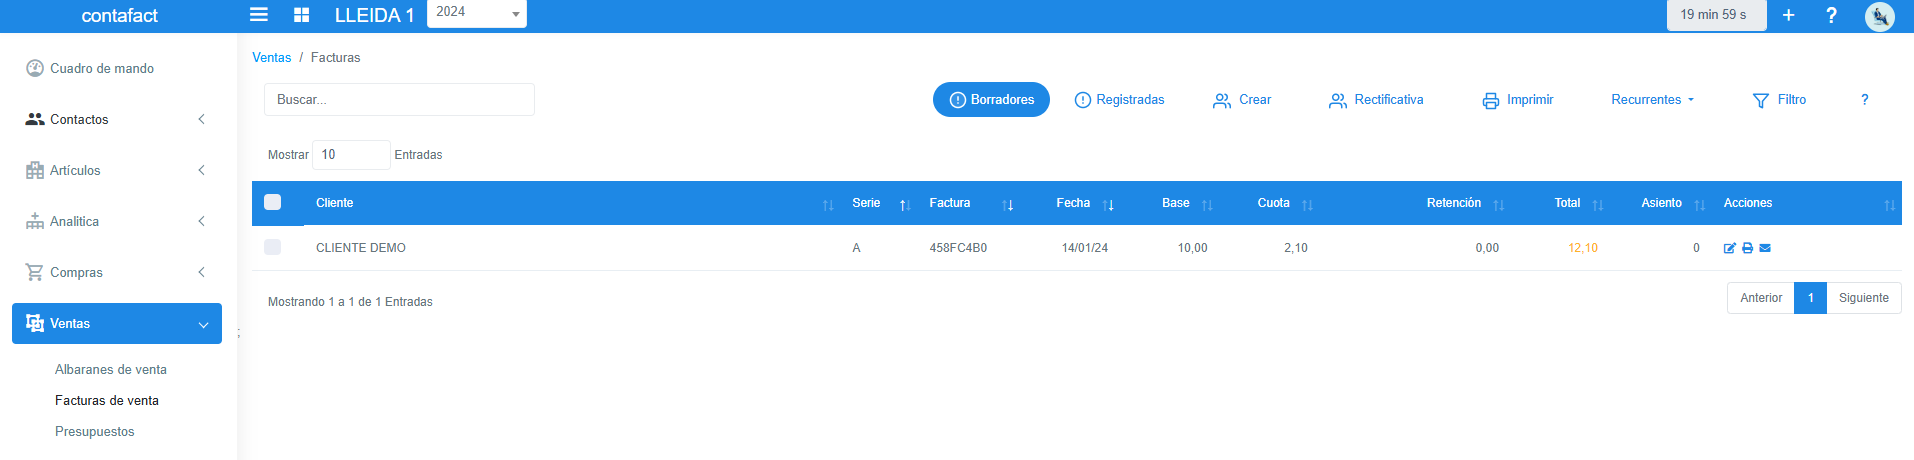 contafact
LLEIDA 1
2024
19 min 59 s
+
?
Cuadro de mando
Contactos
Artículos
Analitica
Compras
Ventas
Albaranes de venta
Facturas de venta
Presupuestos
;
Ventas / Facturas
Buscar...
Borradores
Registradas
Crear
Rectificativa
Imprimir
Recurrentes
Filtro
?
Mostrar 10 Entradas
Cliente Serie Factura Fecha Base Cuota Retención Total Asiento Acciones
CLIENTE DEMO A 458FC4B0 14/01/24 10,00 2,10 0,00 12,10 0
Mostrando 1 a 1 de 1 Entradas
Anterior 1 Siguiente